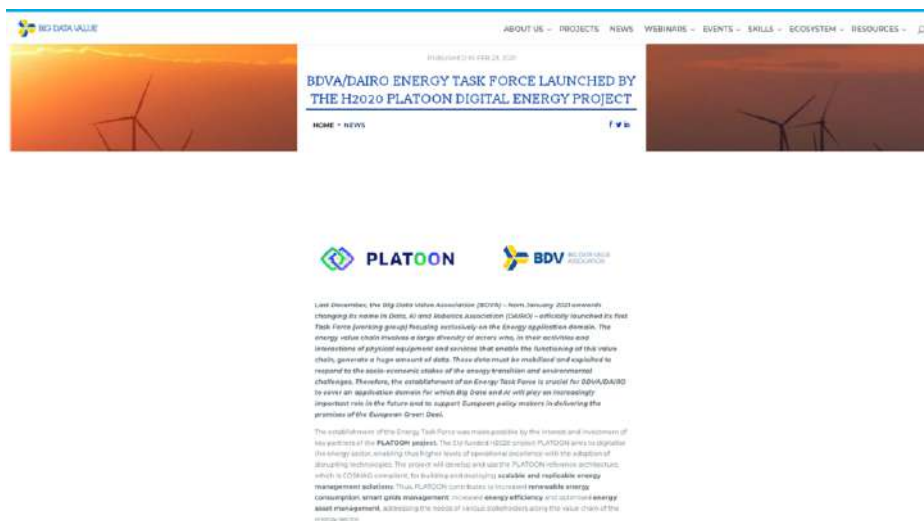 BIG DATA VALUE
ABOUT US PROJECTS NEWS WEBINARS EVENTS SKILLS ECOSYSTEM RESOURCES
PUBLISHED IN FEB 2021
BDVA/DAIRO ENERGY TASK FORCE LAUNCHED BY
THE H2020 PLATOON DIGITAL ENERGY PROJECT
HOME NEWS
PLATOON
BDV BIG DATA VALUE ASSOCIATION
Last December, the Big Data Value Association (BDVA) – from January 2021 onwards
changing its name in Data, AI and Robotics Association (DAIRO) – officially launched its first
Task Force (working group) focusing exclusively on the Energy application domain. The
energy value chain involves a large diversity of actors who, in their activities and
interactions of physical equipment and services that enable the functioning of this value
chain, generate a huge amount of data. These data must be mobilized and exploited to
respond to the socio-economic stakes of the energy transition and environmental
challenges. Therefore, the establishment of an Energy Task Force is crucial for BDVA/DAIRO
to cover an application domain for which Big Data and AI will play an increasingly
important role in the future and to support European policy makers in delivering the
promises of the European Green Deal.
The establishment of the Energy Task Force was made possible by the interest and investment of
key partners of the PLATOON project. The EU-funded H2020 project PLATOON aims to digitalise
the energy sector, enabling thus higher levels of operational excellence with the adoption of
disrupting technologies. The project will develop and use the PLATOON reference architecture,
which is COSMAG compliant, for building and deploying scalable and replicable energy
management solutions. Thus, PLATOON contributes to increased renewable energy
consumption, smart grids management, increased energy efficiency and optimised energy
asset management, addressing the needs of various stakeholders along the value chain of the
energy sector.